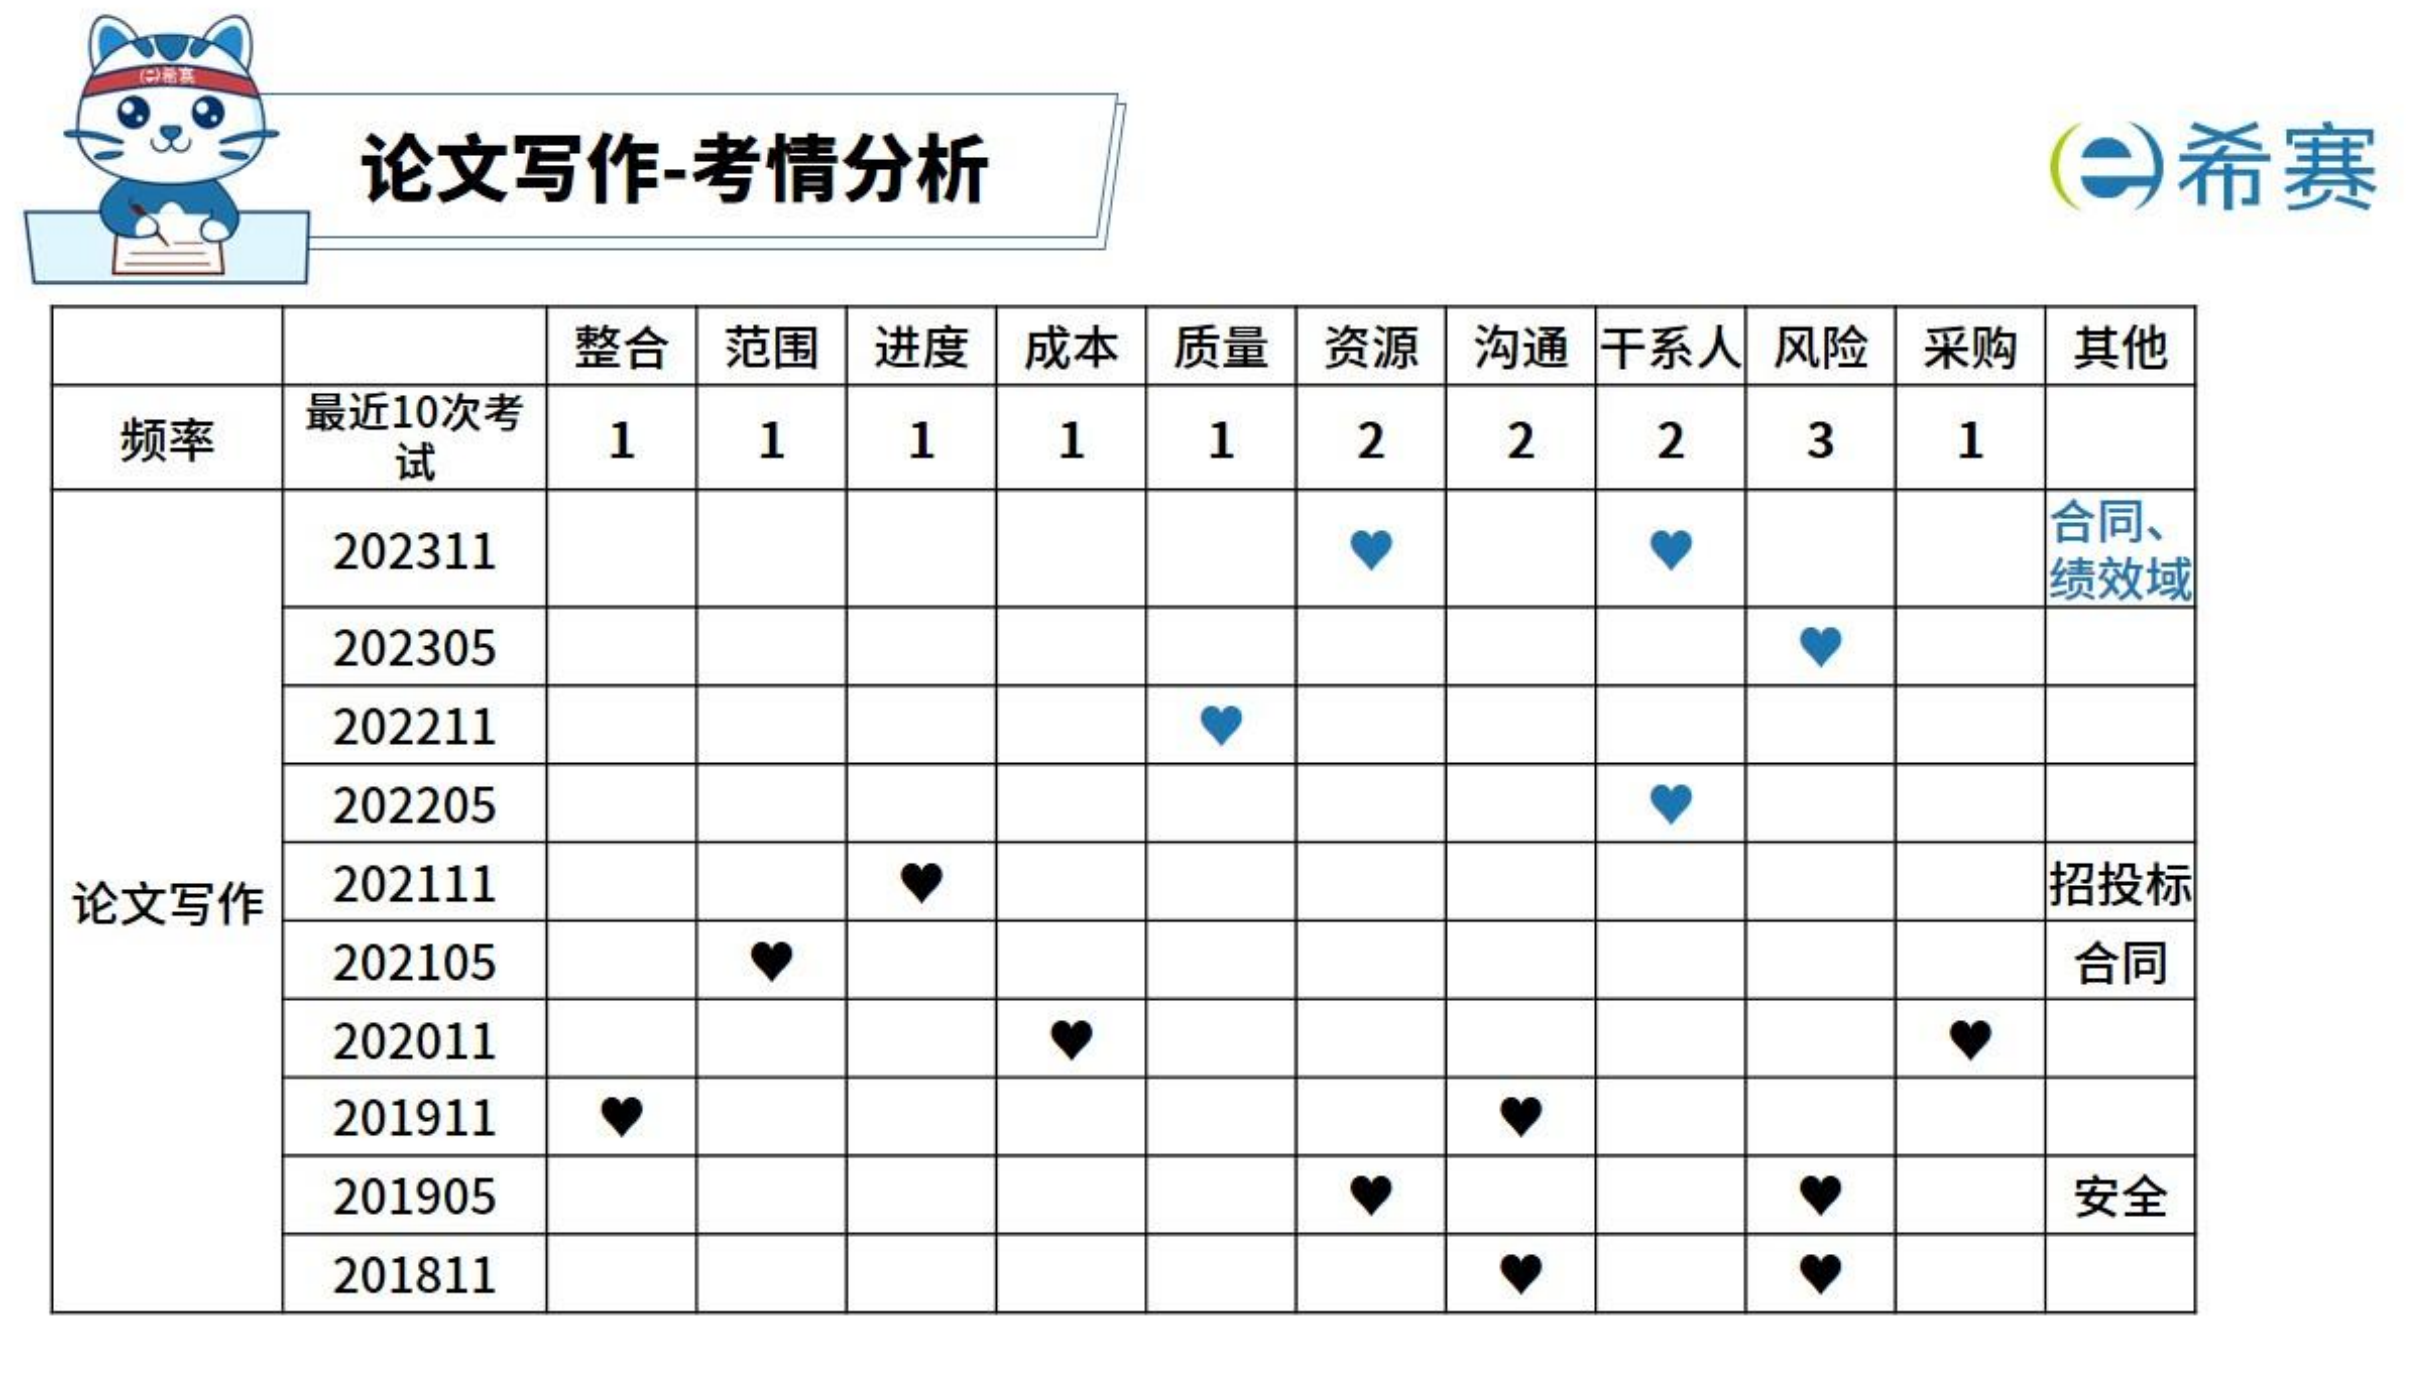 希赛
论文写作-考情分析
希赛
整合 范围 进度 成本 质量 资源 沟通 干系人 风险 采购 其他
频率 最近10次考试 1 1 1 1 1 2 2 2 3 1
论文写作
202311 ♥ ♥ 合同、
绩效域
202305 ♥
202211 ♥
202205 ♥
202111 ♥ 招投标
202105 ♥ 合同
202011 ♥ ♥
201911 ♥ ♥
201905 ♥ ♥ 安全
201811 ♥ ♥